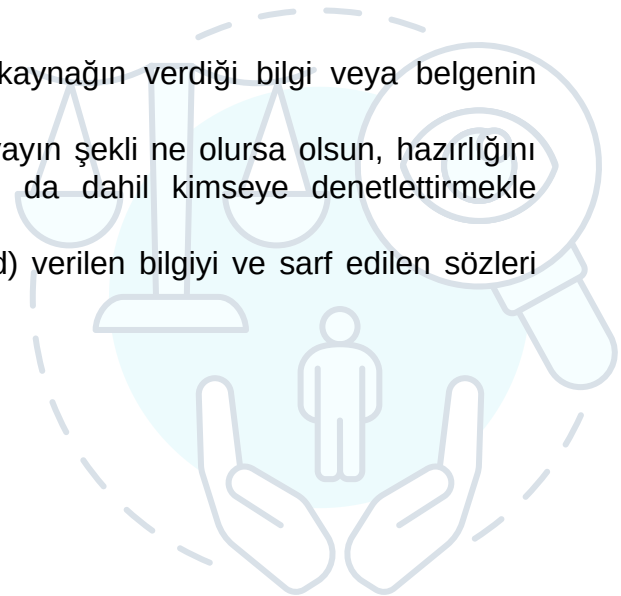 kaynağın verdiği bilgi veya belgenin
yayın şekli ne olursa olsun, hazırlığını
da dahil kimseye denetlettirmekle
d) verilen bilgiyi ve sarf edilen sözleri